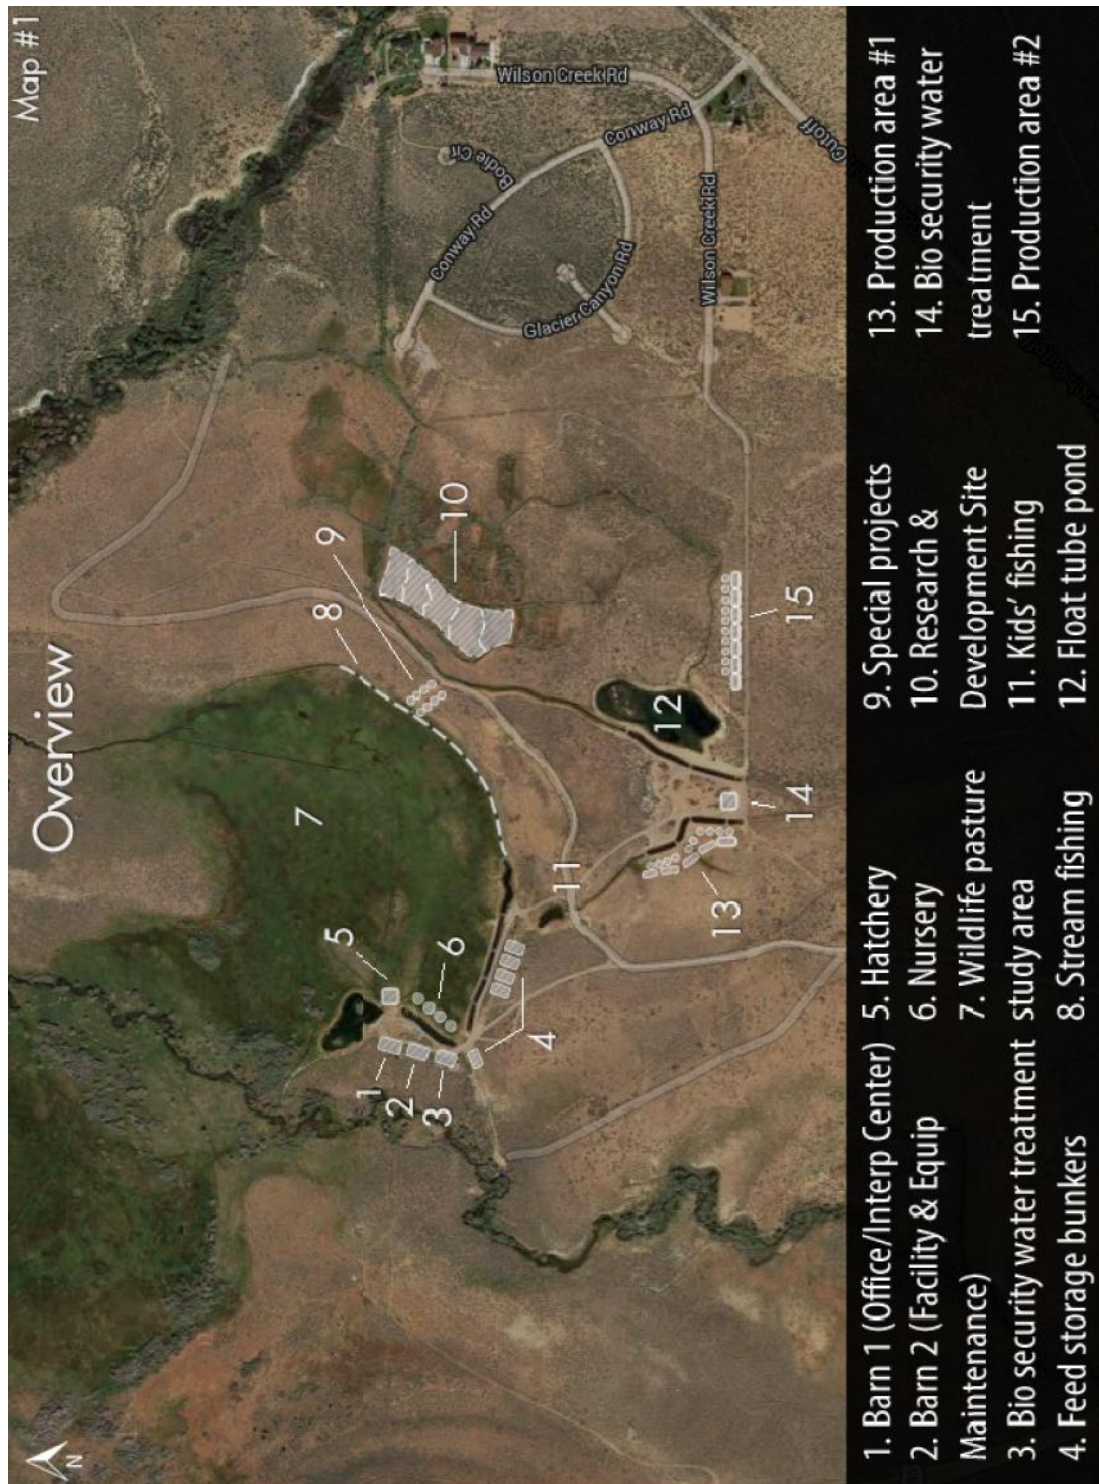 Map #1
Overview
N
Wilson Creek Rd
Conway Rd
Bodie Cir
Conway Rd
Glacier Canyon Rd
Wilson Creek Rd
Cutoff
1
2
3
4
5
6
7
8
9
10
11
12
13
14
15
1. Barn 1 (Office/Interp Center)
2. Barn 2 (Facility & Equip
Maintenance)
3. Bio security water treatment
4. Feed storage bunkers
5. Hatchery
6. Nursery
7. Wildlife pasture
study area
8. Stream fishing
9. Special projects
10. Research &
Development Site
11. Kids' fishing
12. Float tube pond
13. Production area #1
14. Bio security water
treatment
15. Production area #2